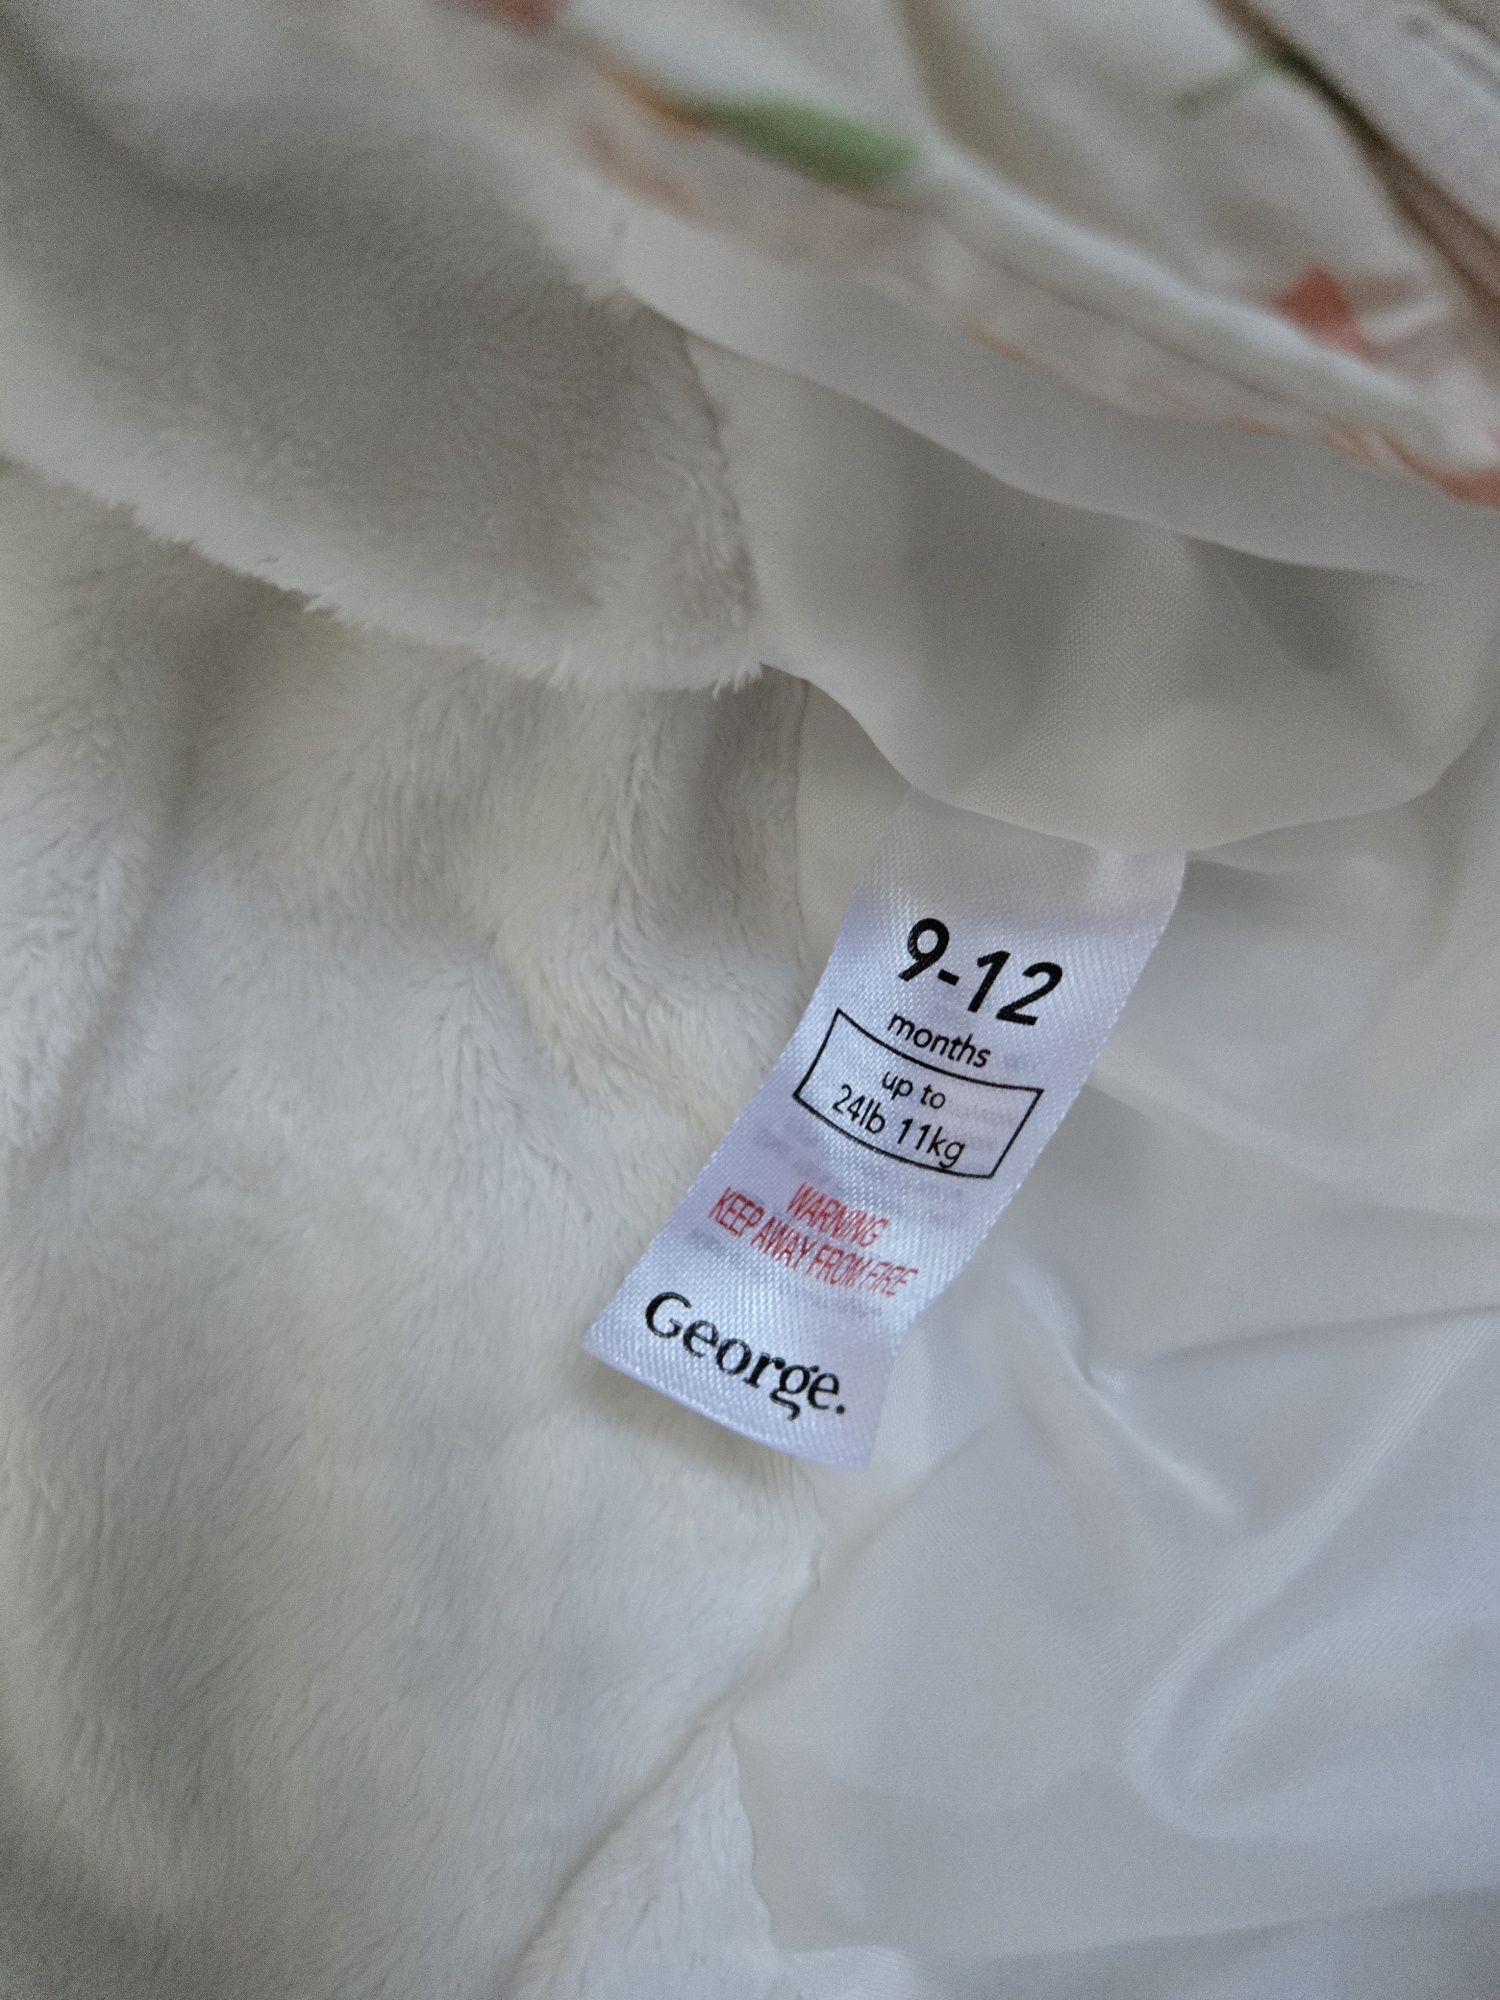 9-12
months
up to
24lb 11kg
WARNING
KEEP AWAY FROM FIRE
George.